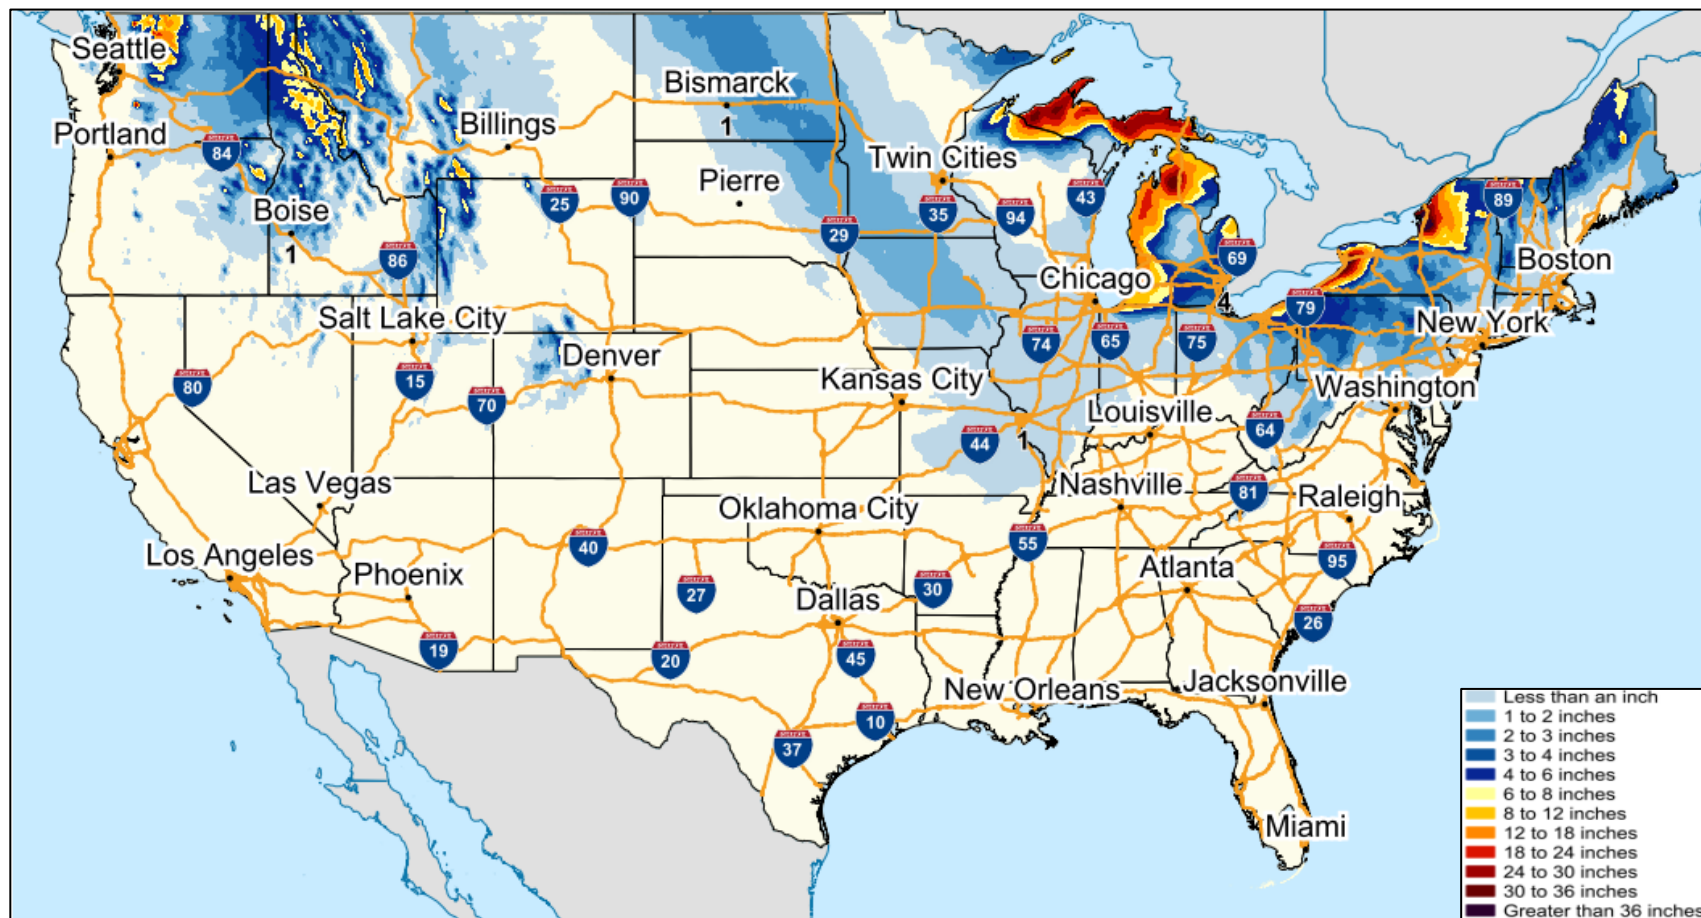 Seattle
Bismarck
1
Billings
Portland
84
Twin Cities
Pierre
43
89
Boise
1
25
90
35
94
29
86
69
Boston
Chicago
4
79
Salt Lake City
New York
74
65
75
Denver
80
15
70
Kansas City
Washington
Louisville
64
44
1
Las Vegas
Nashville
81
Raleigh
Oklahoma City
40
55
95
Los Angeles
Phoenix
Atlanta
27
Dallas
30
26
19
20
45
New Orleans
Jacksonville
10
37
Miami
Less than an inch
1 to 2 inches
2 to 3 inches
3 to 4 inches
4 to 6 inches
6 to 8 inches
8 to 12 inches
12 to 18 inches
18 to 24 inches
24 to 30 inches
30 to 36 inches
Greater than 36 inches